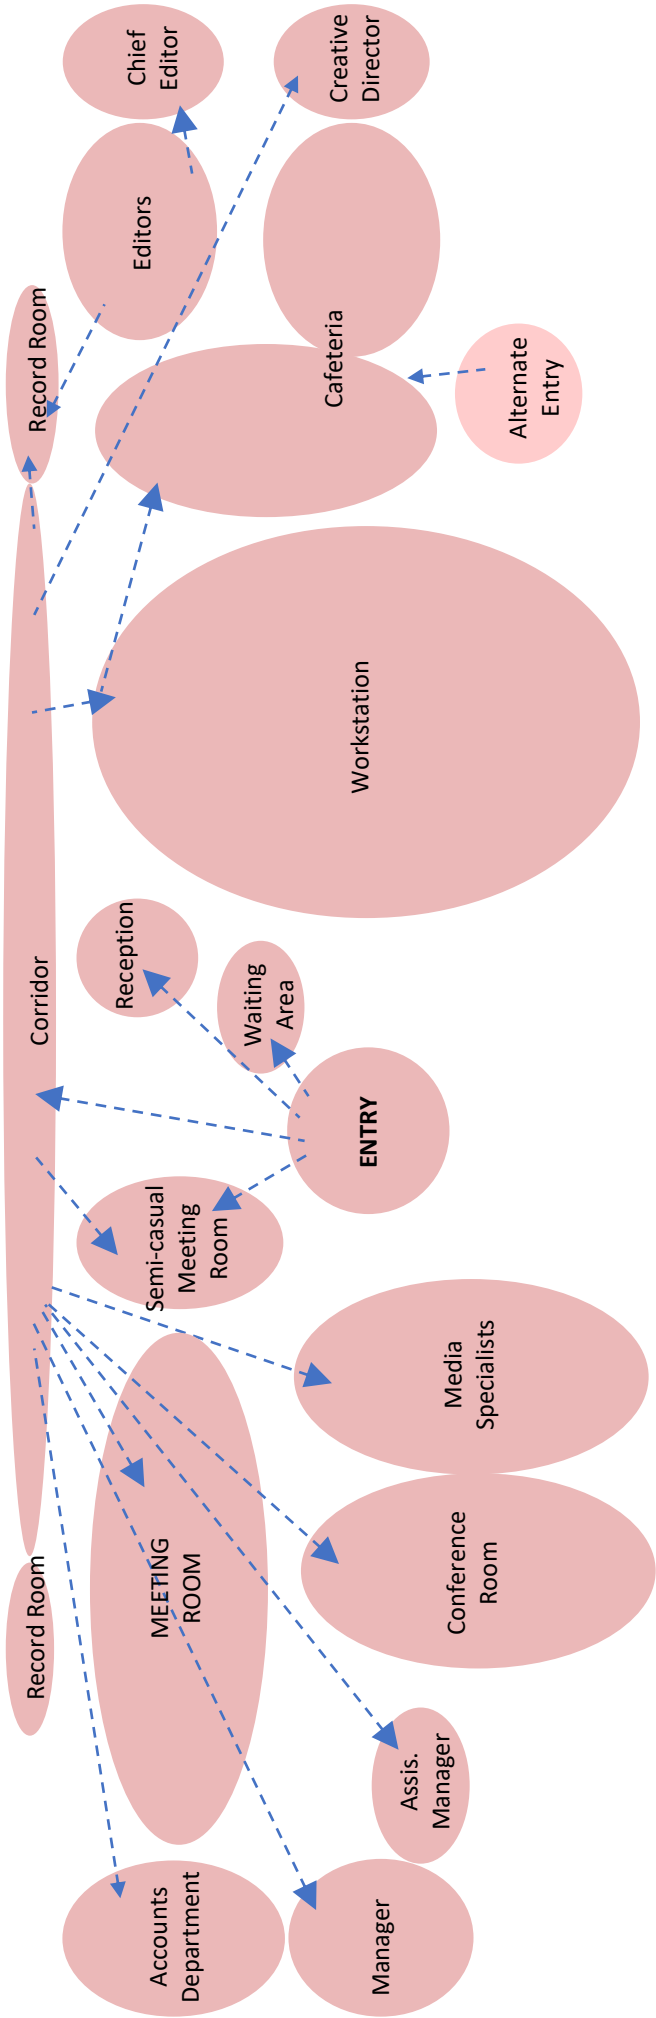 Record Room
Corridor
Record Room
Accounts
Department
MEETING
ROOM
Semi-casual
Meeting
Room
Reception
Waiting
Area
Editors
Chief
Editor
Manager
Assis.
Manager
Conference
Room
Media
Specialists
ENTRY
Workstation
Cafeteria
Alternate
Entry
Creative
Director